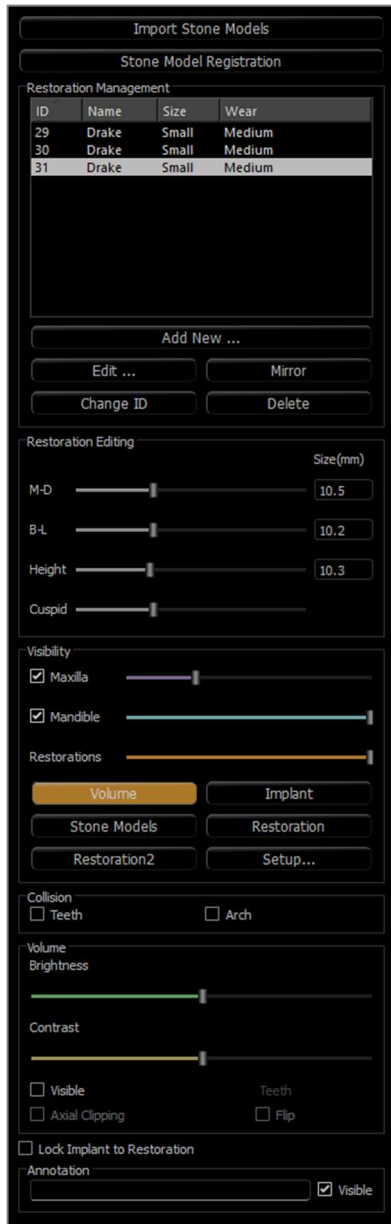 Import Stone Models
Stone Model Registration
Restoration Management
ID Name Size Wear
29 Drake Small Medium
30 Drake Small Medium
31 Drake Small Medium
Add New ...
Edit ... Mirror
Change ID Delete
Restoration Editing
Size(mm)
M-D 10.5
B-L 10.2
Height 10.3
Cuspid
Visibility
Maxilla
Mandible
Restorations
Volume Implant
Stone Models Restoration
Restoration2 Setup...
Collision
Teeth Arch
Volume
Brightness
Contrast
Visible Teeth
Axial Clipping Flip
Lock Implant to Restoration
Annotation
Visible